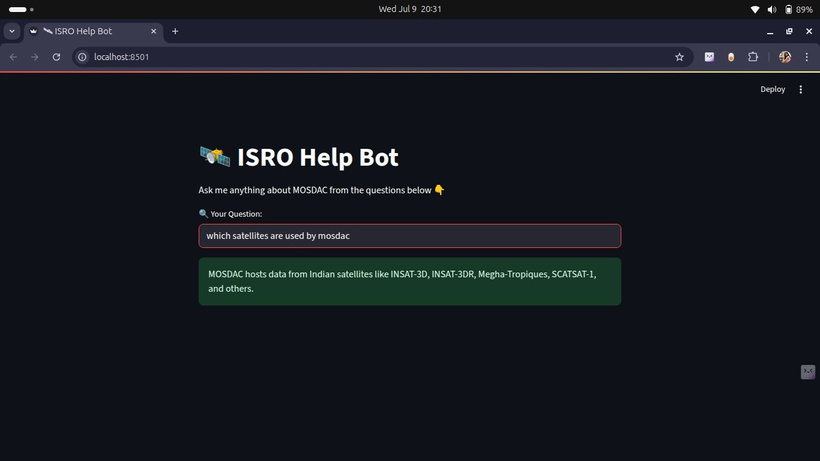 Wed Jul 9 20:31
89%
ISRO Help Bot
localhost:8501
Deploy
ISRO Help Bot
Ask me anything about MOSDAC from the questions below 👇
🔍 Your Question:
which satellites are used by mosdac
MOSDAC hosts data from Indian satellites like INSAT-3D, INSAT-3DR, Megha-Tropiques, SCATSAT-1,
and others.